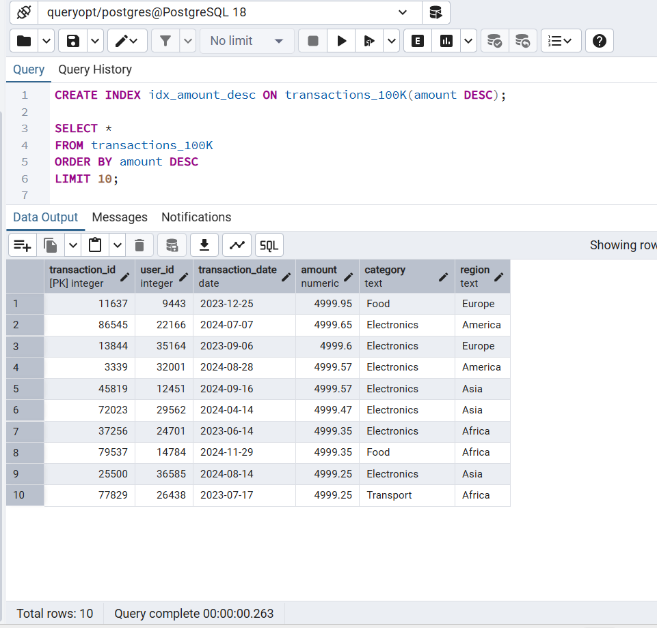 queryopt/postgres@PostgreSQL 18
No limit
E
Query Query History
1 CREATE INDEX idx_amount_desc ON transactions_100K(amount DESC);
2
3 SELECT *
4 FROM transactions_100K
5 ORDER BY amount DESC
6 LIMIT 10;
7
Data Output Messages Notifications
SQL Showing row
transaction_id user_id transaction_date amount category region
[PK] integer integer date numeric text text
1 11637 9443 2023-12-25 4999.95 Food Europe
2 86545 22166 2024-07-07 4999.65 Electronics America
3 13844 35164 2023-09-06 4999.6 Electronics Europe
4 3339 32001 2024-08-28 4999.57 Electronics America
5 45819 12451 2024-09-16 4999.57 Electronics Asia
6 72023 29562 2024-04-14 4999.47 Electronics Asia
7 37256 24701 2023-06-14 4999.35 Electronics Africa
8 79537 14784 2024-11-29 4999.35 Food Africa
9 25500 36585 2024-08-14 4999.25 Electronics Asia
10 77829 26438 2023-07-17 4999.25 Transport Africa
Total rows: 10 Query complete 00:00:00.263